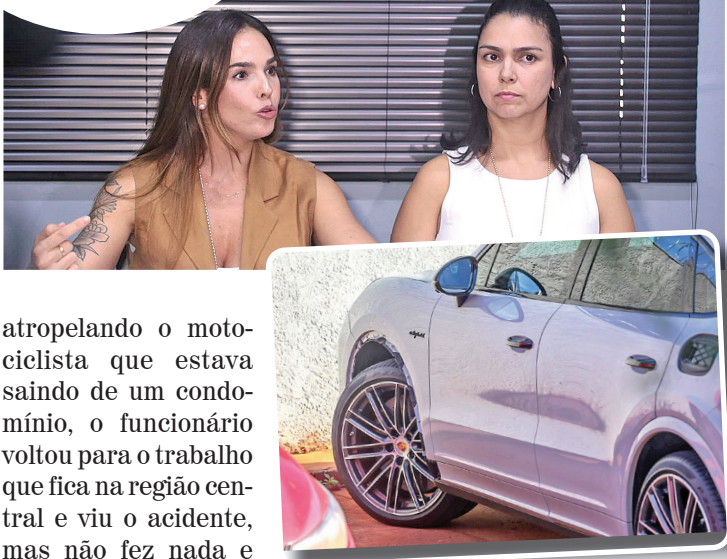 atropelando o moto-
ciclista que estava
saindo de um condo-
mínio, o funcionário
voltou para o trabalho
que fica na região cen-
tral e viu o acidente,
mas não fez nada e